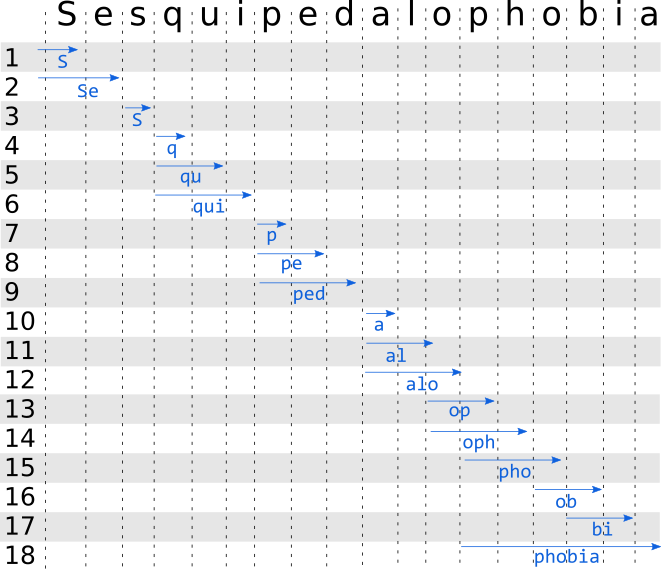 S e s q u i p e d a l o p h o b i a
1 S
2 Se
3 S
4 q
5 qu
6 qui
7 p
8 pe
9 ped
10 a
11 al
12 alo
13 op
14 oph
15 pho
16 ob
17 bi
18 phobia